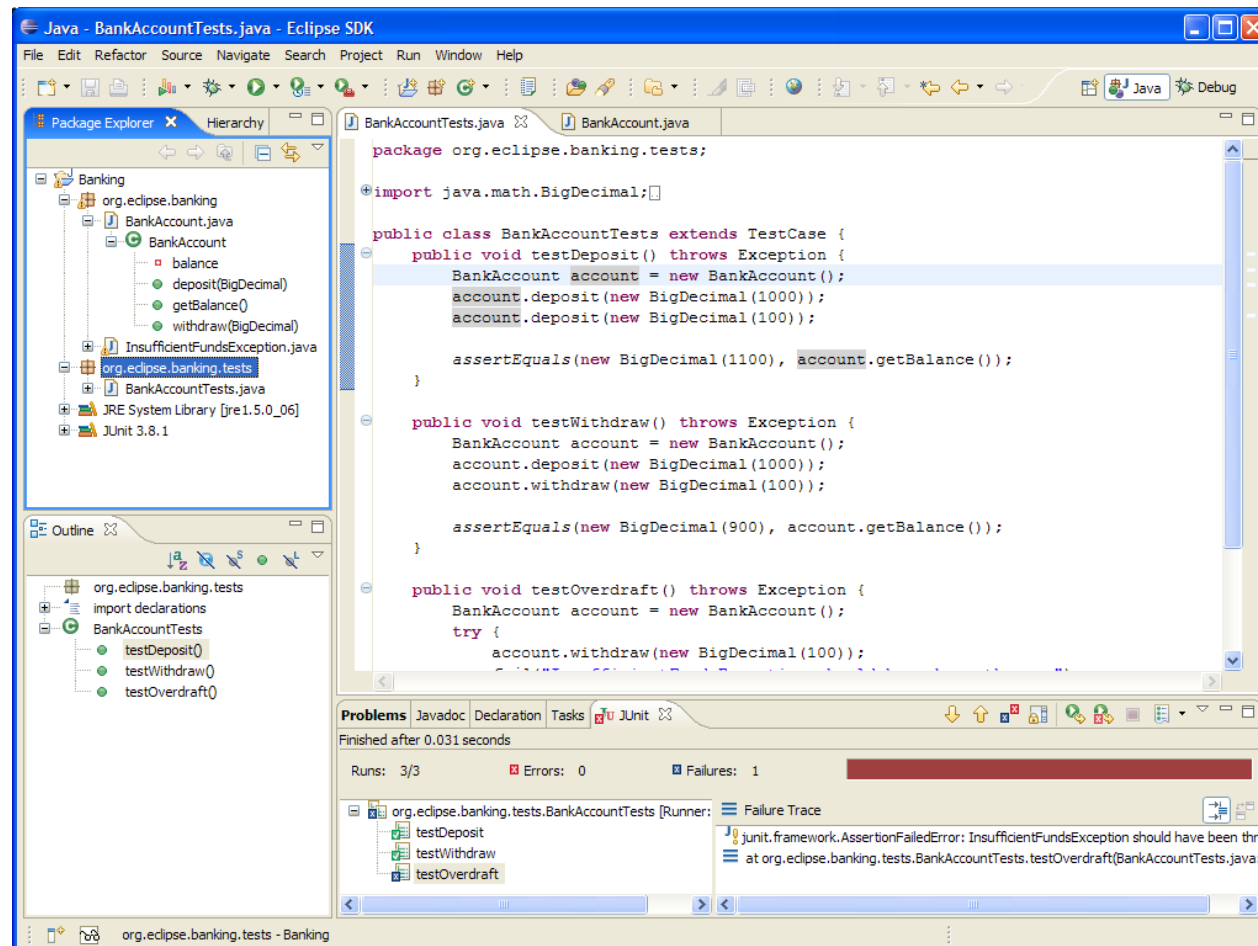 Java - BankAccountTests.java - Eclipse SDK
File Edit Refactor Source Navigate Search Project Run Window Help
Java Debug
Package Explorer Hierarchy
Banking
org.eclipse.banking
BankAccount.java
BankAccount
balance
deposit(BigDecimal)
getBalance()
withdraw(BigDecimal)
InsufficientFundsException.java
org.eclipse.banking.tests
BankAccountTests.java
JRE System Library [jre1.5.0_06]
JUnit 3.8.1
Outline
org.eclipse.banking.tests
import declarations
BankAccountTests
testDeposit()
testWithdraw()
testOverdraft()
BankAccountTests.java BankAccount.java
package org.eclipse.banking.tests;
import java.math.BigDecimal;
public class BankAccountTests extends TestCase {
public void testDeposit() throws Exception {
BankAccount account = new BankAccount();
account.deposit(new BigDecimal(1000));
account.deposit(new BigDecimal(100));
assertEquals(new BigDecimal(1100), account.getBalance());
}
public void testWithdraw() throws Exception {
BankAccount account = new BankAccount();
account.deposit(new BigDecimal(1000));
account.withdraw(new BigDecimal(100));
assertEquals(new BigDecimal(900), account.getBalance());
}
public void testOverdraft() throws Exception {
BankAccount account = new BankAccount();
try {
account.withdraw(new BigDecimal(100));
Problems Javadoc Declaration Tasks JUnit
Finished after 0.031 seconds
Runs: 3/3 Errors: 0 Failures: 1
org.eclipse.banking.tests.BankAccountTests [Runner:
testDeposit
testWithdraw
testOverdraft
Failure Trace
junit.framework.AssertionFailedError: InsufficientFundsException should have been thr
at org.eclipse.banking.tests.BankAccountTests.testOverdraft(BankAccountTests.java
org.eclipse.banking.tests - Banking